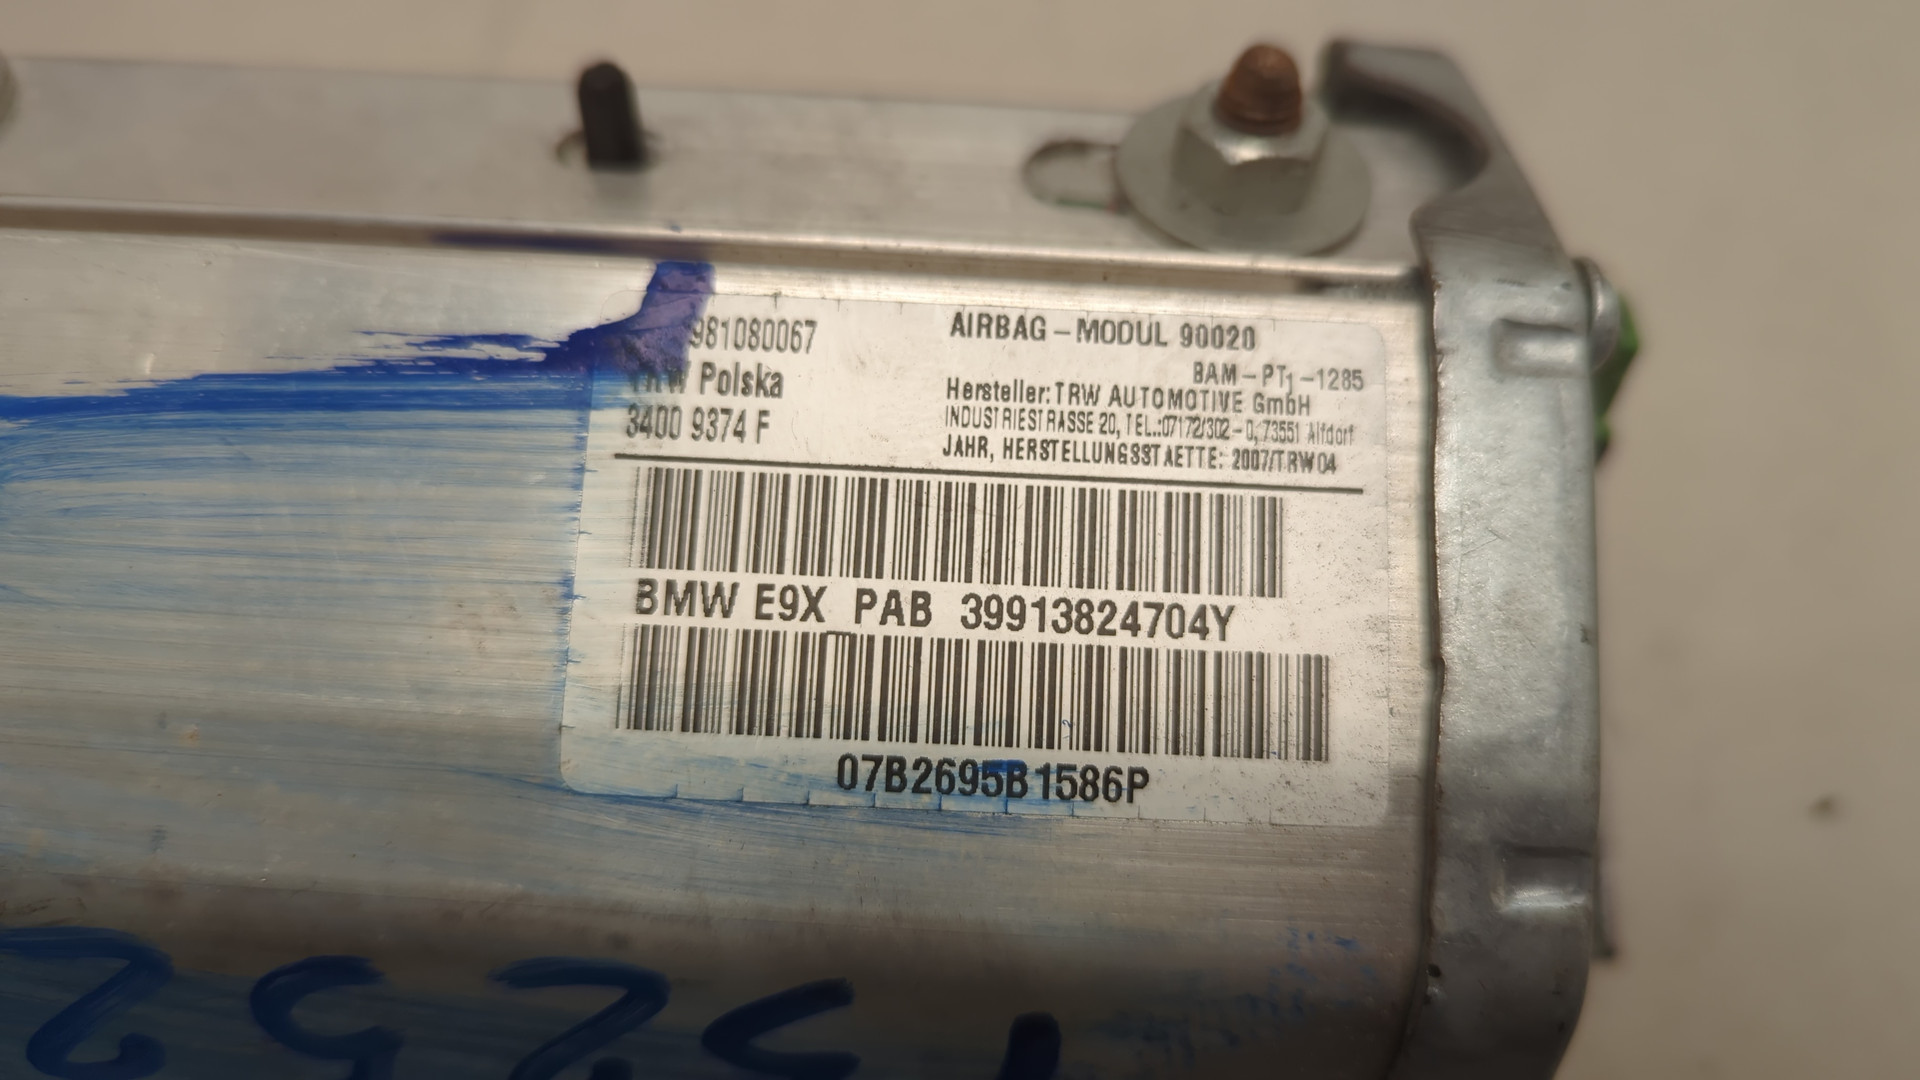 981080067
TRW Polska
3400 9374 F
AIRBAG - MODUL 90020
BAM - PT1 -1285
Hersteller: TRW AUTOMOTIVE GmbH
INDUSTRIESTRASSE 20, TEL.:07172/302-0, 73551 Alfdorf
JAHR, HERSTELLUNGSSTAETTE: 2007/TRW04
BMW E9X PAB 39913824704Y
07B2695B1586P